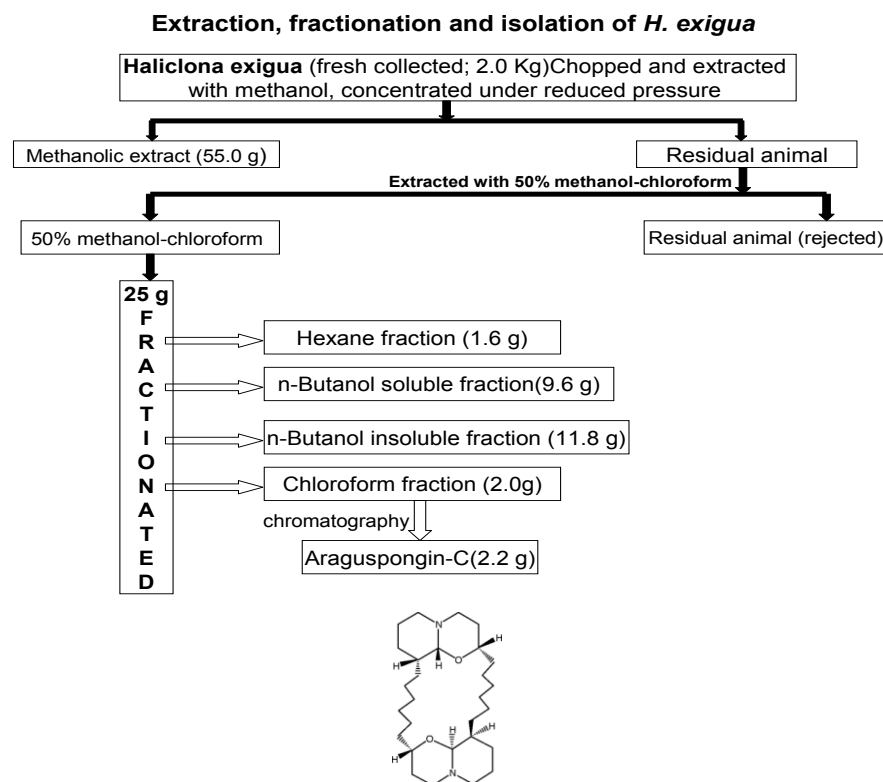 Extraction, fractionation and isolation of H. exigua
Haliclona exigua (fresh collected; 2.0 Kg)Chopped and extracted
with methanol, concentrated under reduced pressure
Methanolic extract (55.0 g)
Residual animal
Extracted with 50% methanol-chloroform
50% methanol-chloroform
Residual animal (rejected)
25 g
F
R
A
C
T
I
O
N
A
T
E
D
Hexane fraction (1.6 g)
n-Butanol soluble fraction(9.6 g)
n-Butanol insoluble fraction (11.8 g)
Chloroform fraction (2.0g)
chromatography
Araguspongin-C(2.2 g)
N
H
H
H
O
H
O
H
H
N